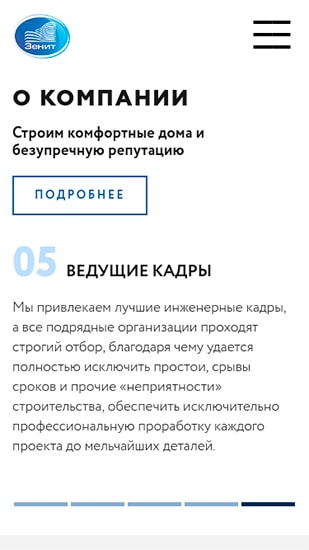 Зенит
О КОМПАНИИ
Строим комфортные дома и
безупречную репутацию
ПОДРОБНЕЕ
05 ВЕДУЩИЕ КАДРЫ
Мы привлекаем лучшие инженерные кадры,
а все подрядные организации проходят
строгий отбор, благодаря чему удается
полностью исключить простои, срывы
сроков и прочие «неприятности»
строительства, обеспечить исключительно
профессиональную проработку каждого
проекта до мельчайших деталей.